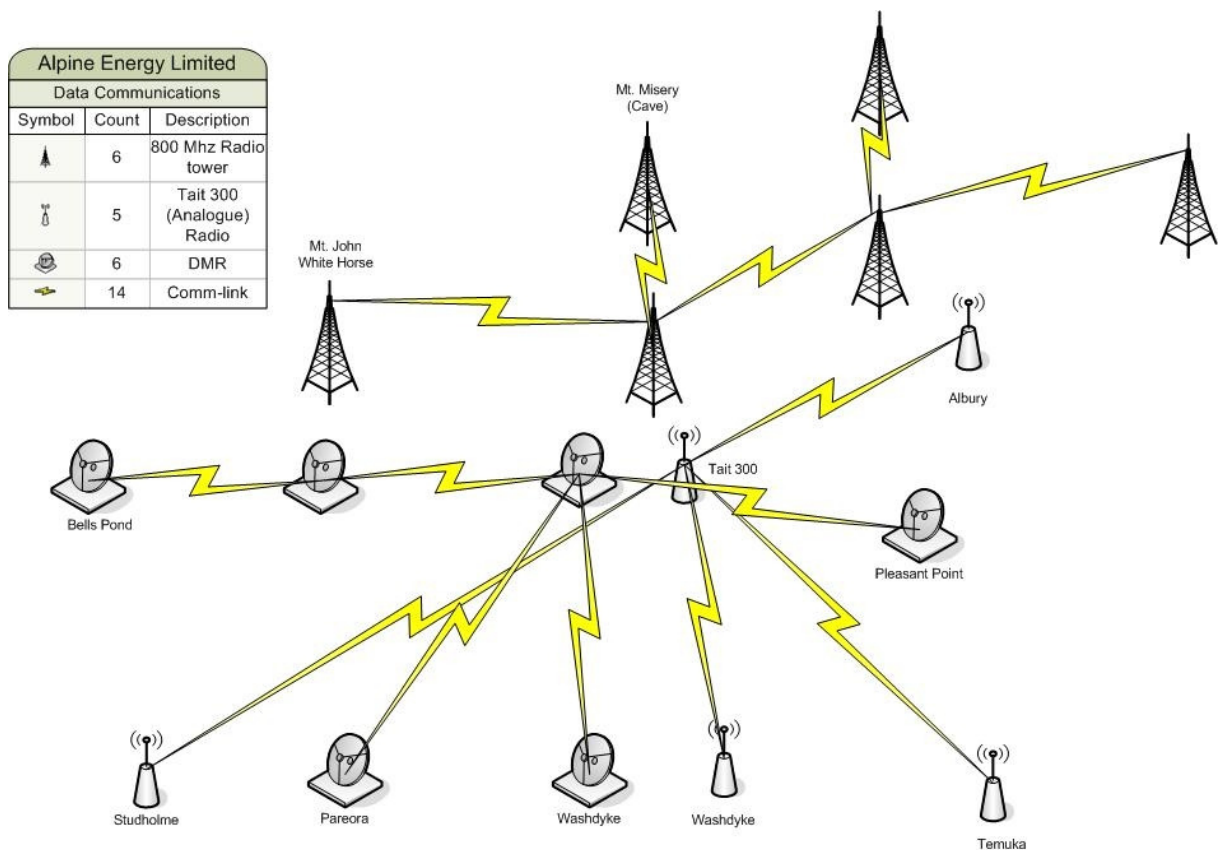 Alpine Energy Limited
Data Communications
Symbol Count Description
6 800 Mhz Radio
tower
5 Tait 300
(Analogue)
Radio
6 DMR
14 Comm-link
Mt. Misery
(Cave)
Mt. John
White Horse
Albury
Tait 300
Bells Pond
Pleasant Point
Studholme
Pareora
Washdyke
Washdyke
Temuka